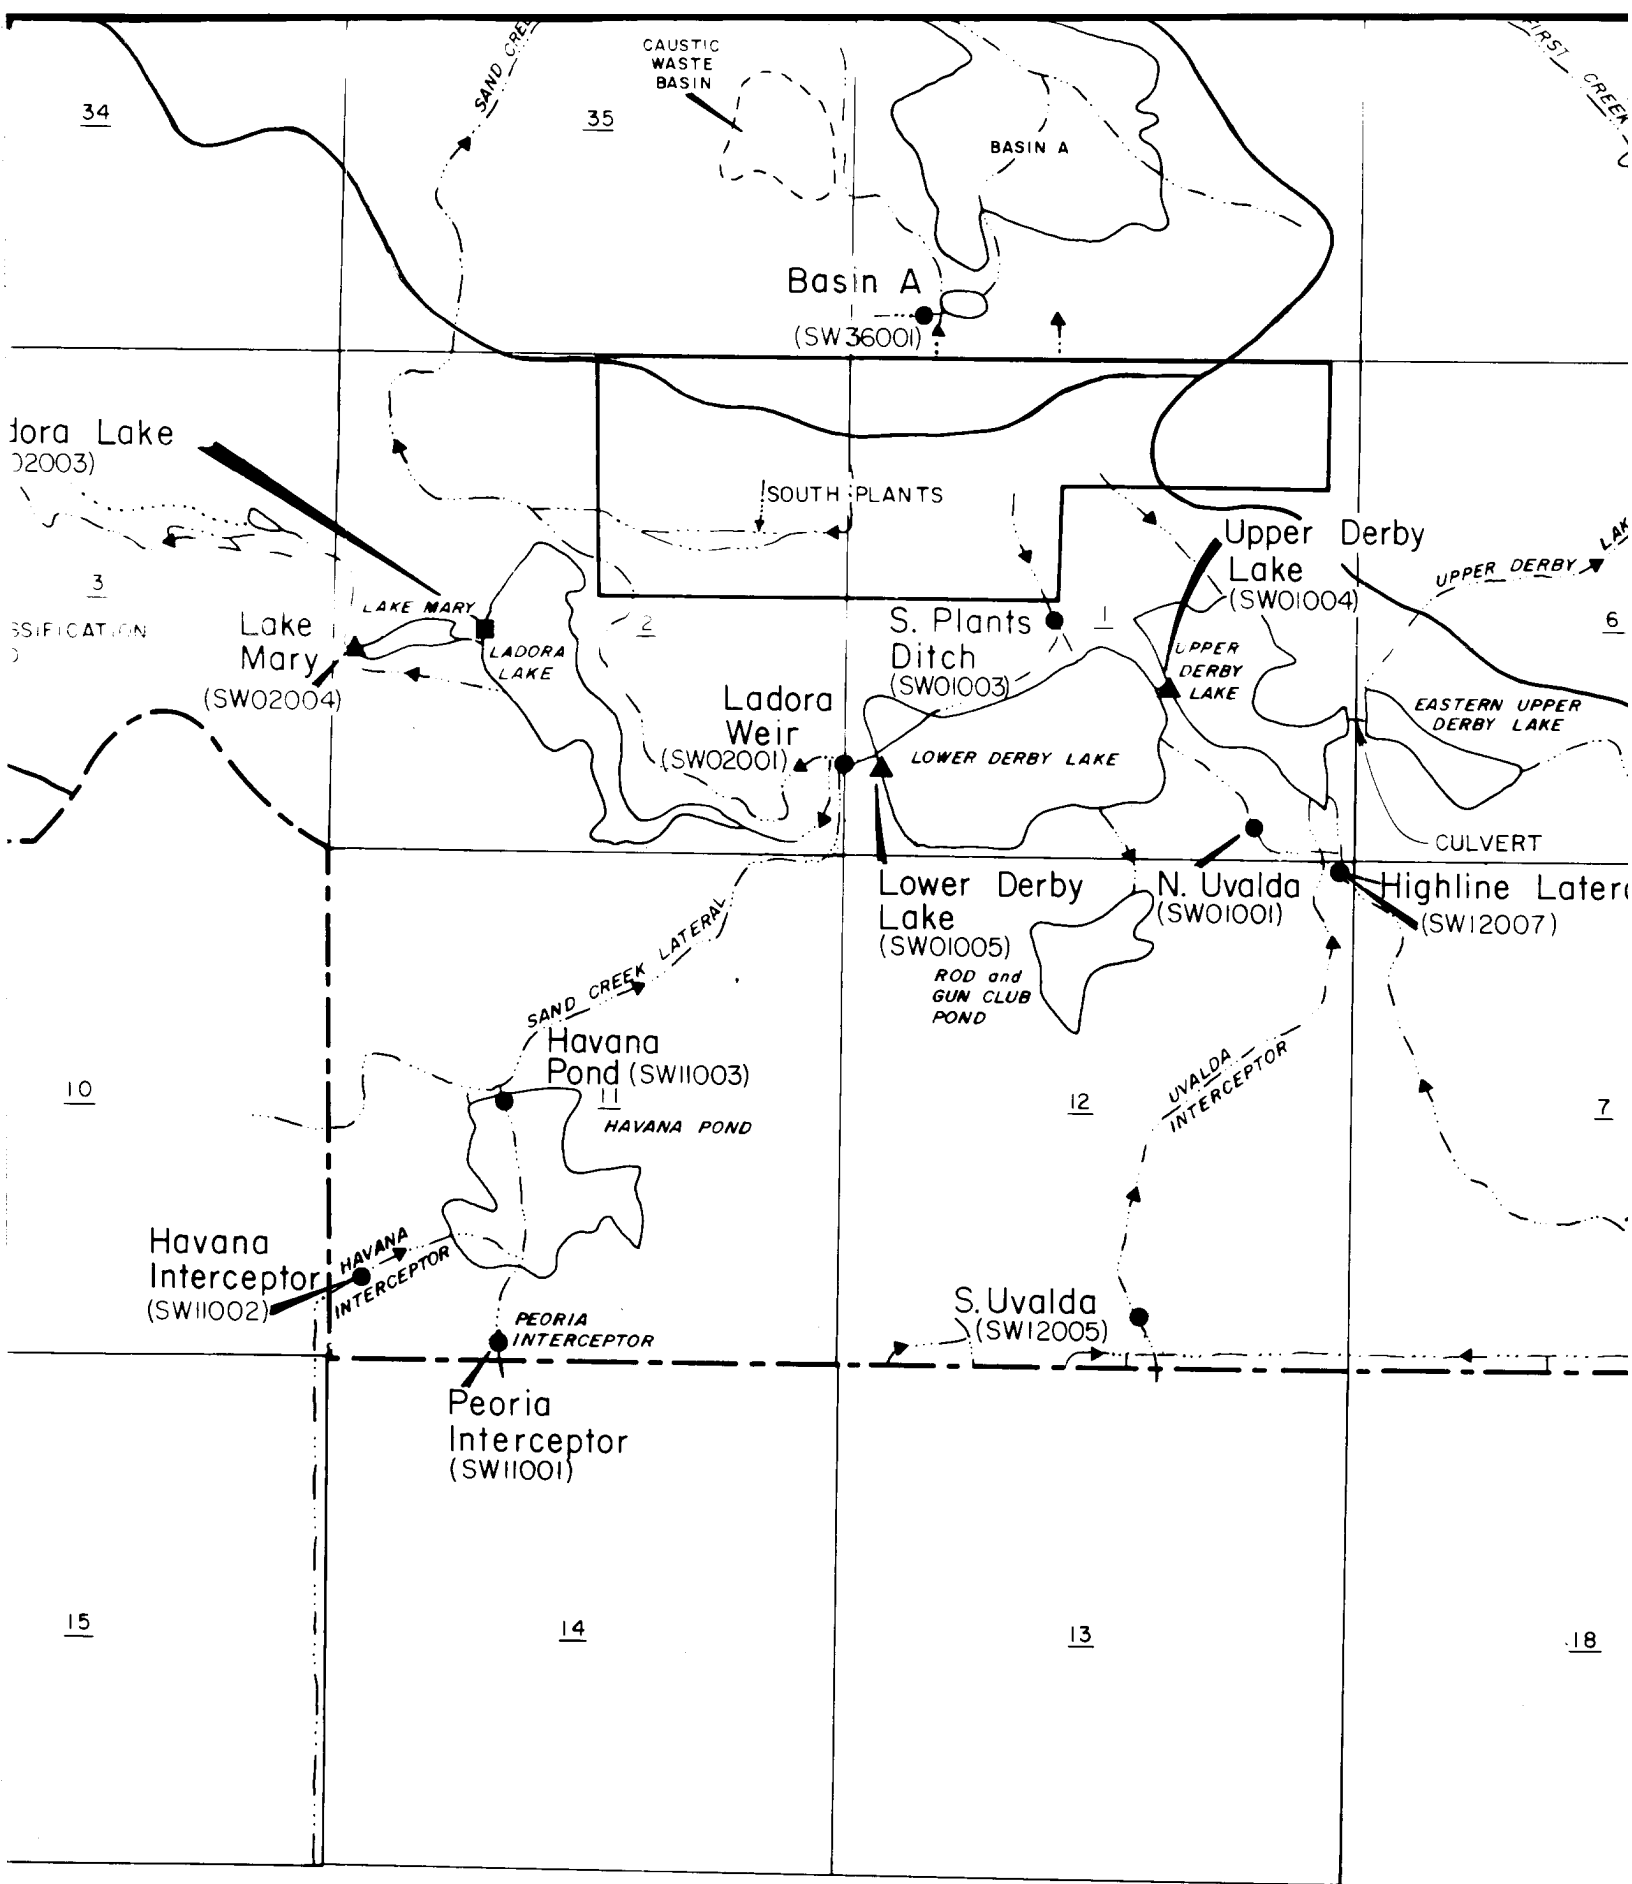 SAND CREE
CAUSTIC
WASTE
BASIN
FIRST
CREEK
34
35
BASIN A
Basin A
(SW36001)
dora Lake
02003)
SOUTH PLANTS
Upper Derby
Lake
(SW01004)
UPPER DERBY
LAK
3
SSIFICATION
LAKE MARY
Lake
Mary
(SW02004)
LADORA
LAKE
2
S. Plants
Ditch
(SW01003)
1
UPPER
DERBY
LAKE
6
EASTERN UPPER
DERBY LAKE
Ladora
Weir
(SW02001)
LOWER DERBY LAKE
CULVERT
Lower Derby
Lake
(SW01005)
N. Uvalda
(SW01001)
Highline Latera
(SW12007)
SAND CREEK LATERAL
ROD and
GUN CLUB
POND
Havana
Pond (SW11003)
10
11
HAVANA POND
12
UVALDA
INTERCEPTOR
7
Havana
Interceptor
(SW11002)
HAVANA
INTERCEPTOR
S. Uvalda
(SW12005)
PEORIA
INTERCEPTOR
Peoria
Interceptor
(SW11001)
15
14
13
18